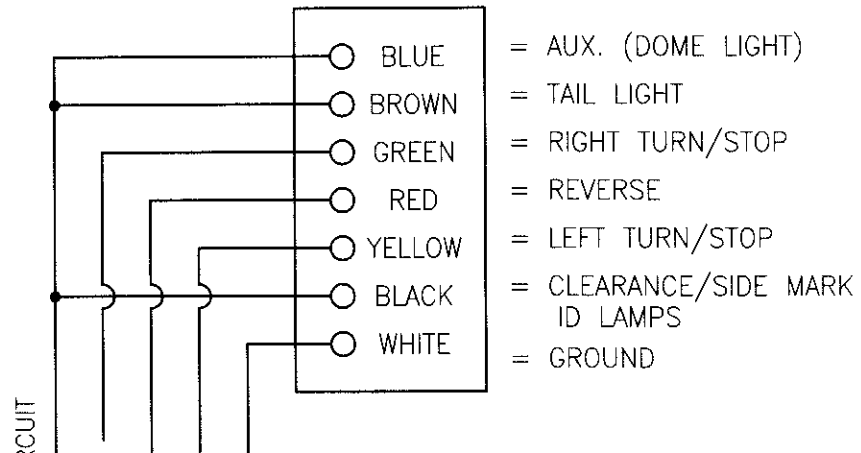 BLUE = AUX. (DOME LIGHT)
BROWN = TAIL LIGHT
GREEN = RIGHT TURN/STOP
RED = REVERSE
YELLOW = LEFT TURN/STOP
BLACK = CLEARANCE/SIDE MARK
ID LAMPS
WHITE = GROUND